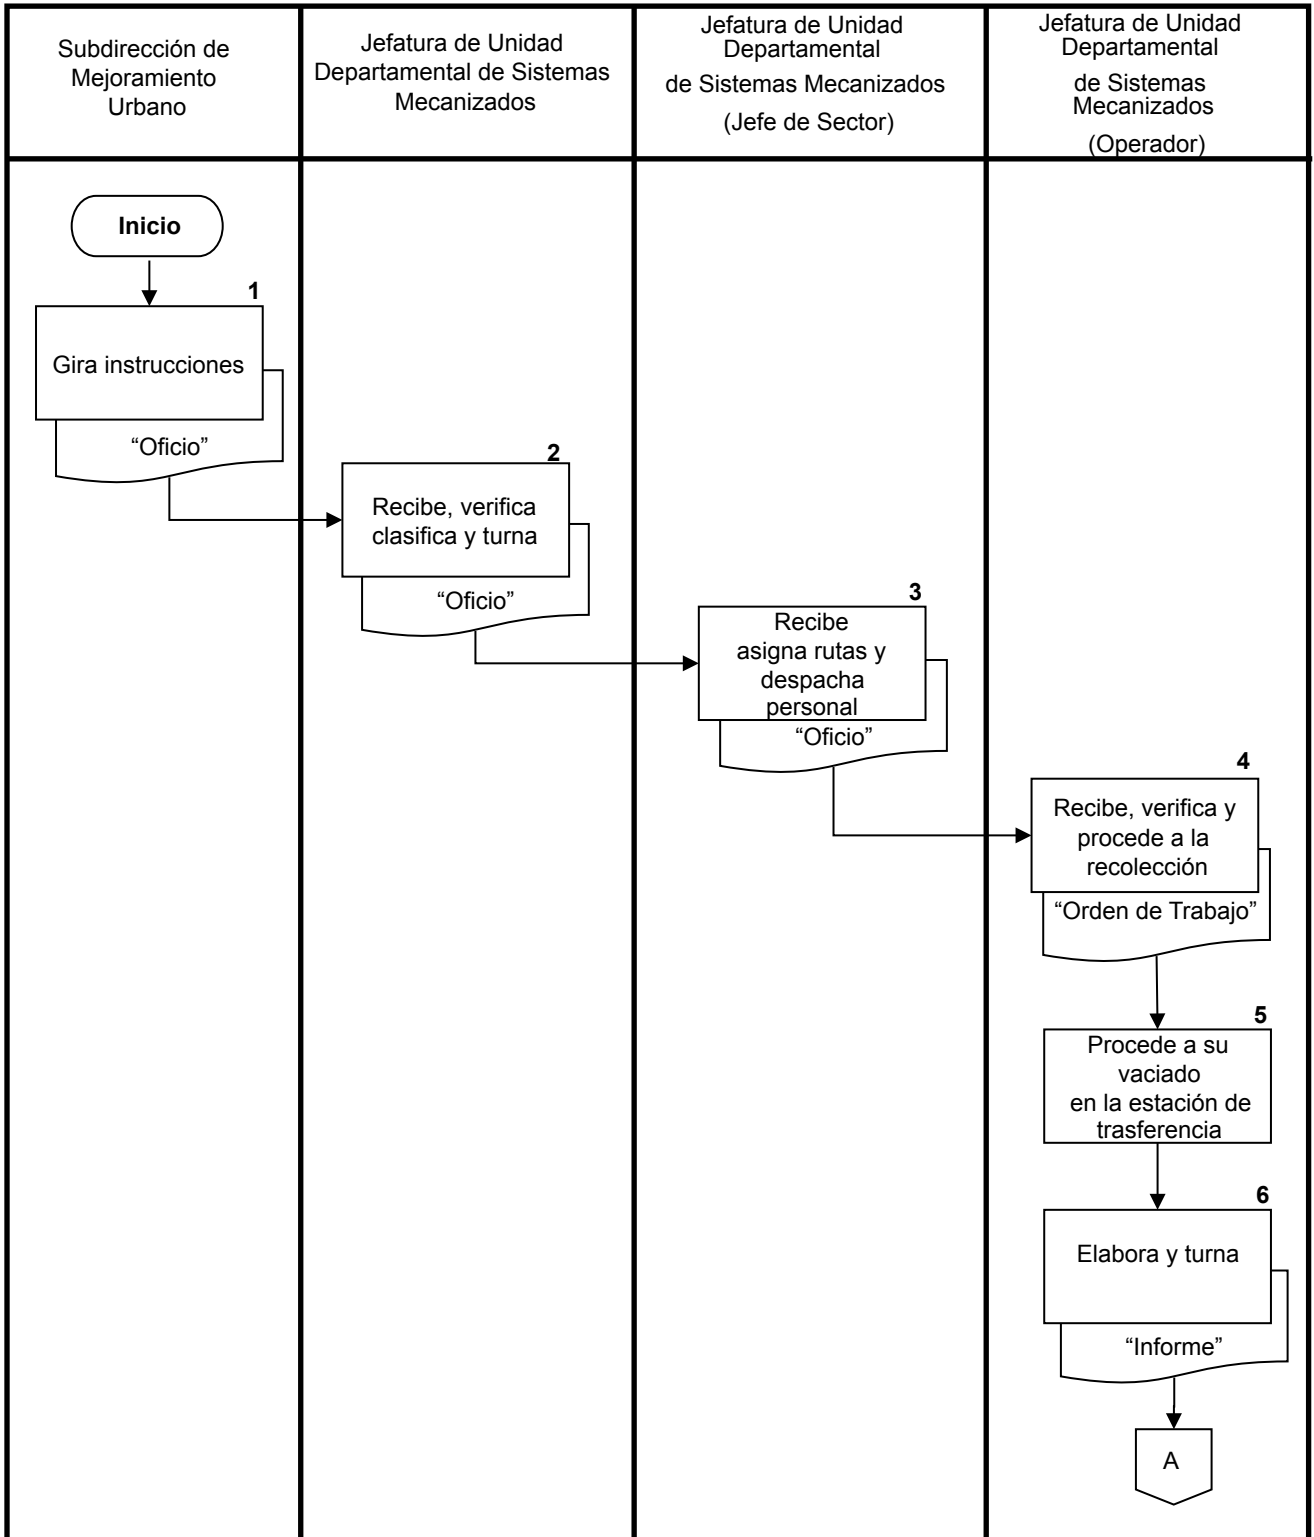 Subdirección de
Mejoramiento
Urbano
Jefatura de Unidad
Departamental de Sistemas
Mecanizados
Jefatura de Unidad
Departamental
de Sistemas Mecanizados
(Jefe de Sector)
Jefatura de Unidad
Departamental
de Sistemas
Mecanizados
(Operador)
Inicio
1
Gira instrucciones
“Oficio”
2
Recibe, verifica
clasifica y turna
“Oficio”
3
Recibe
asigna rutas y
despacha
personal
“Oficio”
4
Recibe, verifica y
procede a la
recolección
“Orden de Trabajo”
5
Procede a su
vaciado
en la estación de
trasferencia
6
Elabora y turna
“Informe”
A